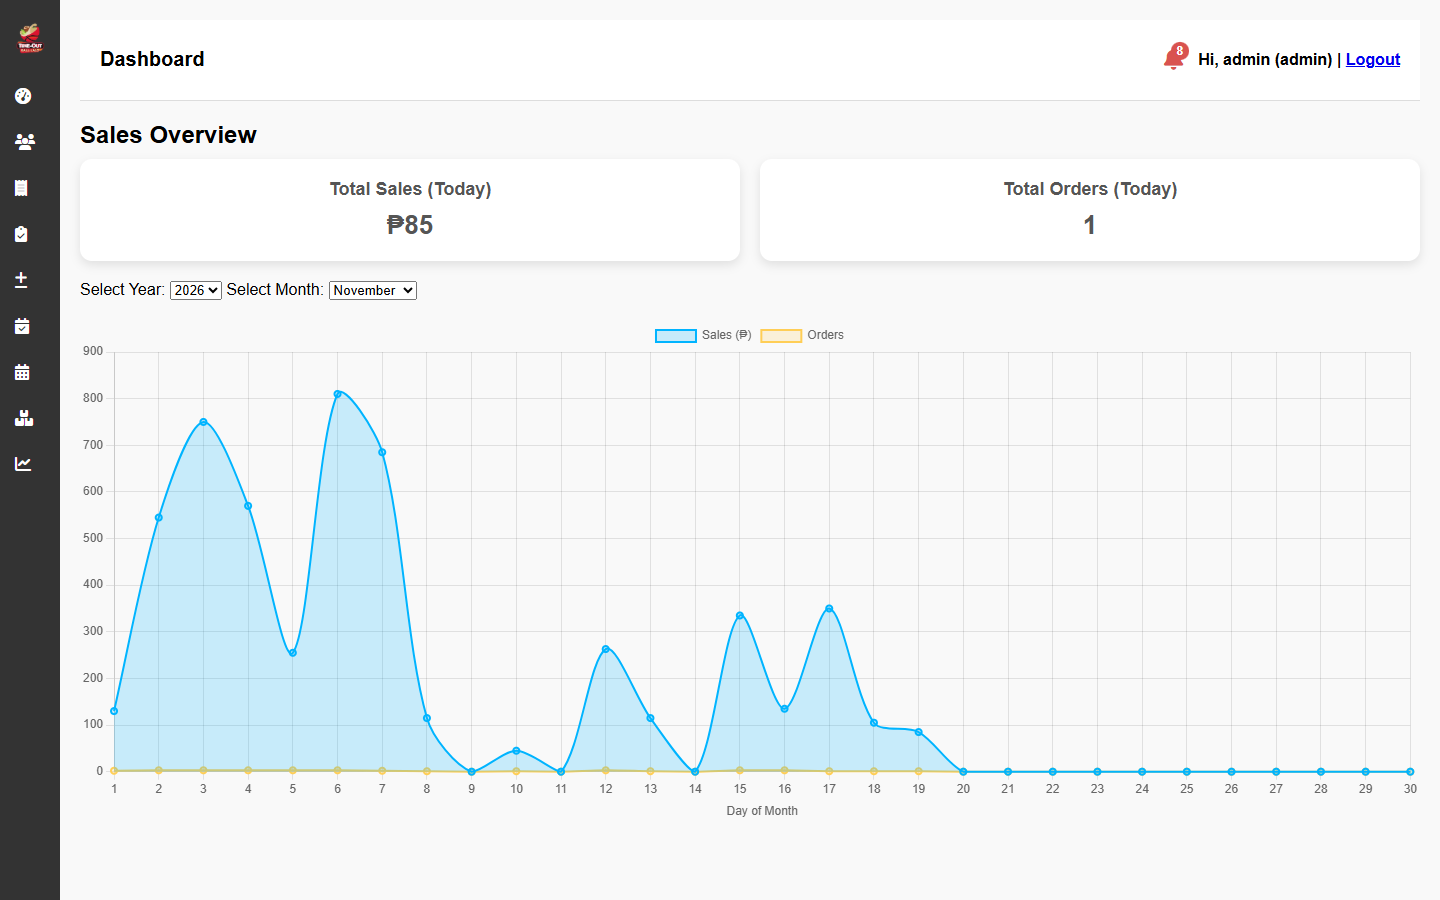 TIME-OUT
Dashboard
8
Hi, admin (admin) | Logout
Sales Overview
Total Sales (Today)
₱85
Total Orders (Today)
1
Select Year: 2026 Select Month: November
Sales (₱) Orders
900
800
700
600
500
400
300
200
100
0
1 2 3 4 5 6 7 8 9 10 11 12 13 14 15 16 17 18 19 20 21 22 23 24 25 26 27 28 29 30
Day of Month